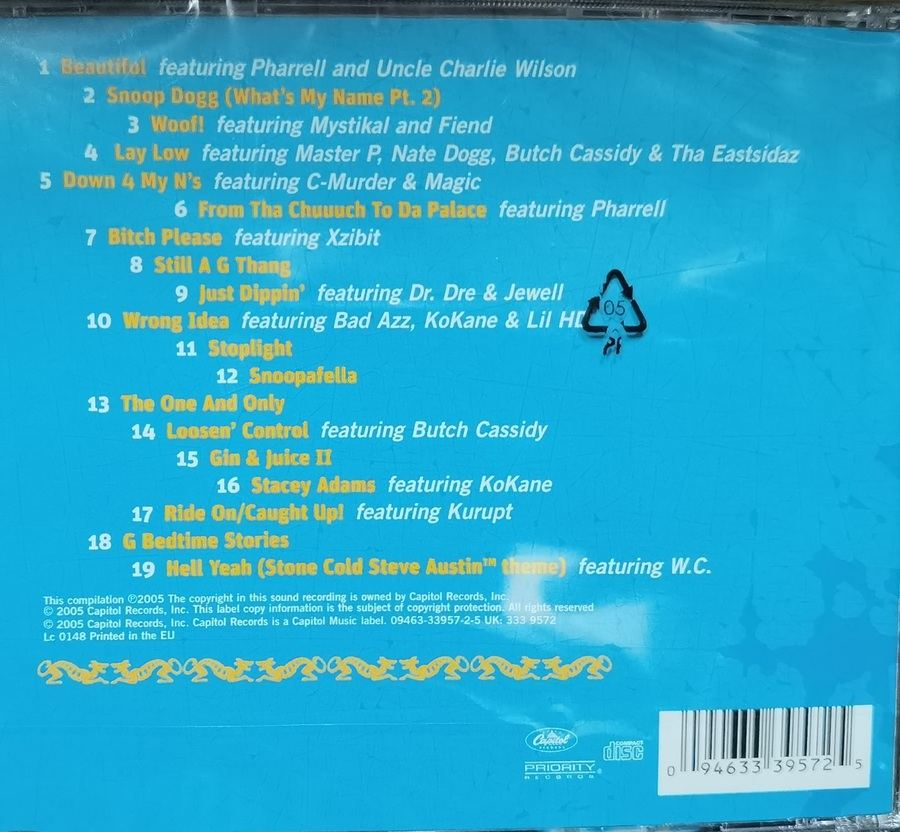 1 Beautiful featuring Pharrell and Uncle Charlie Wilson
2 Snoop Dogg (What's My Name Pt. 2)
3 Woof! featuring Mystikal and Fiend
4 Lay Low featuring Master P, Nate Dogg, Butch Cassidy & Tha Eastsidaz
5 Down 4 My N's featuring C-Murder & Magic
6 From Tha Chuuuch To Da Palace featuring Pharrell
7 Bitch Please featuring Xzibit
8 Still A G Thang
9 Just Dippin' featuring Dr. Dre & Jewell
10 Wrong Idea featuring Bad Azz, KoKane & Lil HD
05
11 Stoplight
12 Snoopafella
13 The One And Only
14 Loosen' Control featuring Butch Cassidy
15 Gin & Juice II
16 Stacey Adams featuring KoKane
17 Ride On/Caught Up! featuring Kurupt
18 G Bedtime Stories
19 Hell Yeah (Stone Cold Steve Austin™ theme) featuring W.C.
This compilation ℗2005 The copyright in this sound recording is owned by Capitol Records, Inc.
© 2005 Capitol Records, Inc. This label copy information is the subject of copyright protection. All rights reserved
© 2005 Capitol Records, Inc. Capitol Records is a Capitol Music label. 09463-33957-2-5 UK: 333 9572
Lc 0148 Printed in the EU
Capitol
RECORDS
COMPACT
disc
PRIORITY
RECORDS
0 94633 39572 5